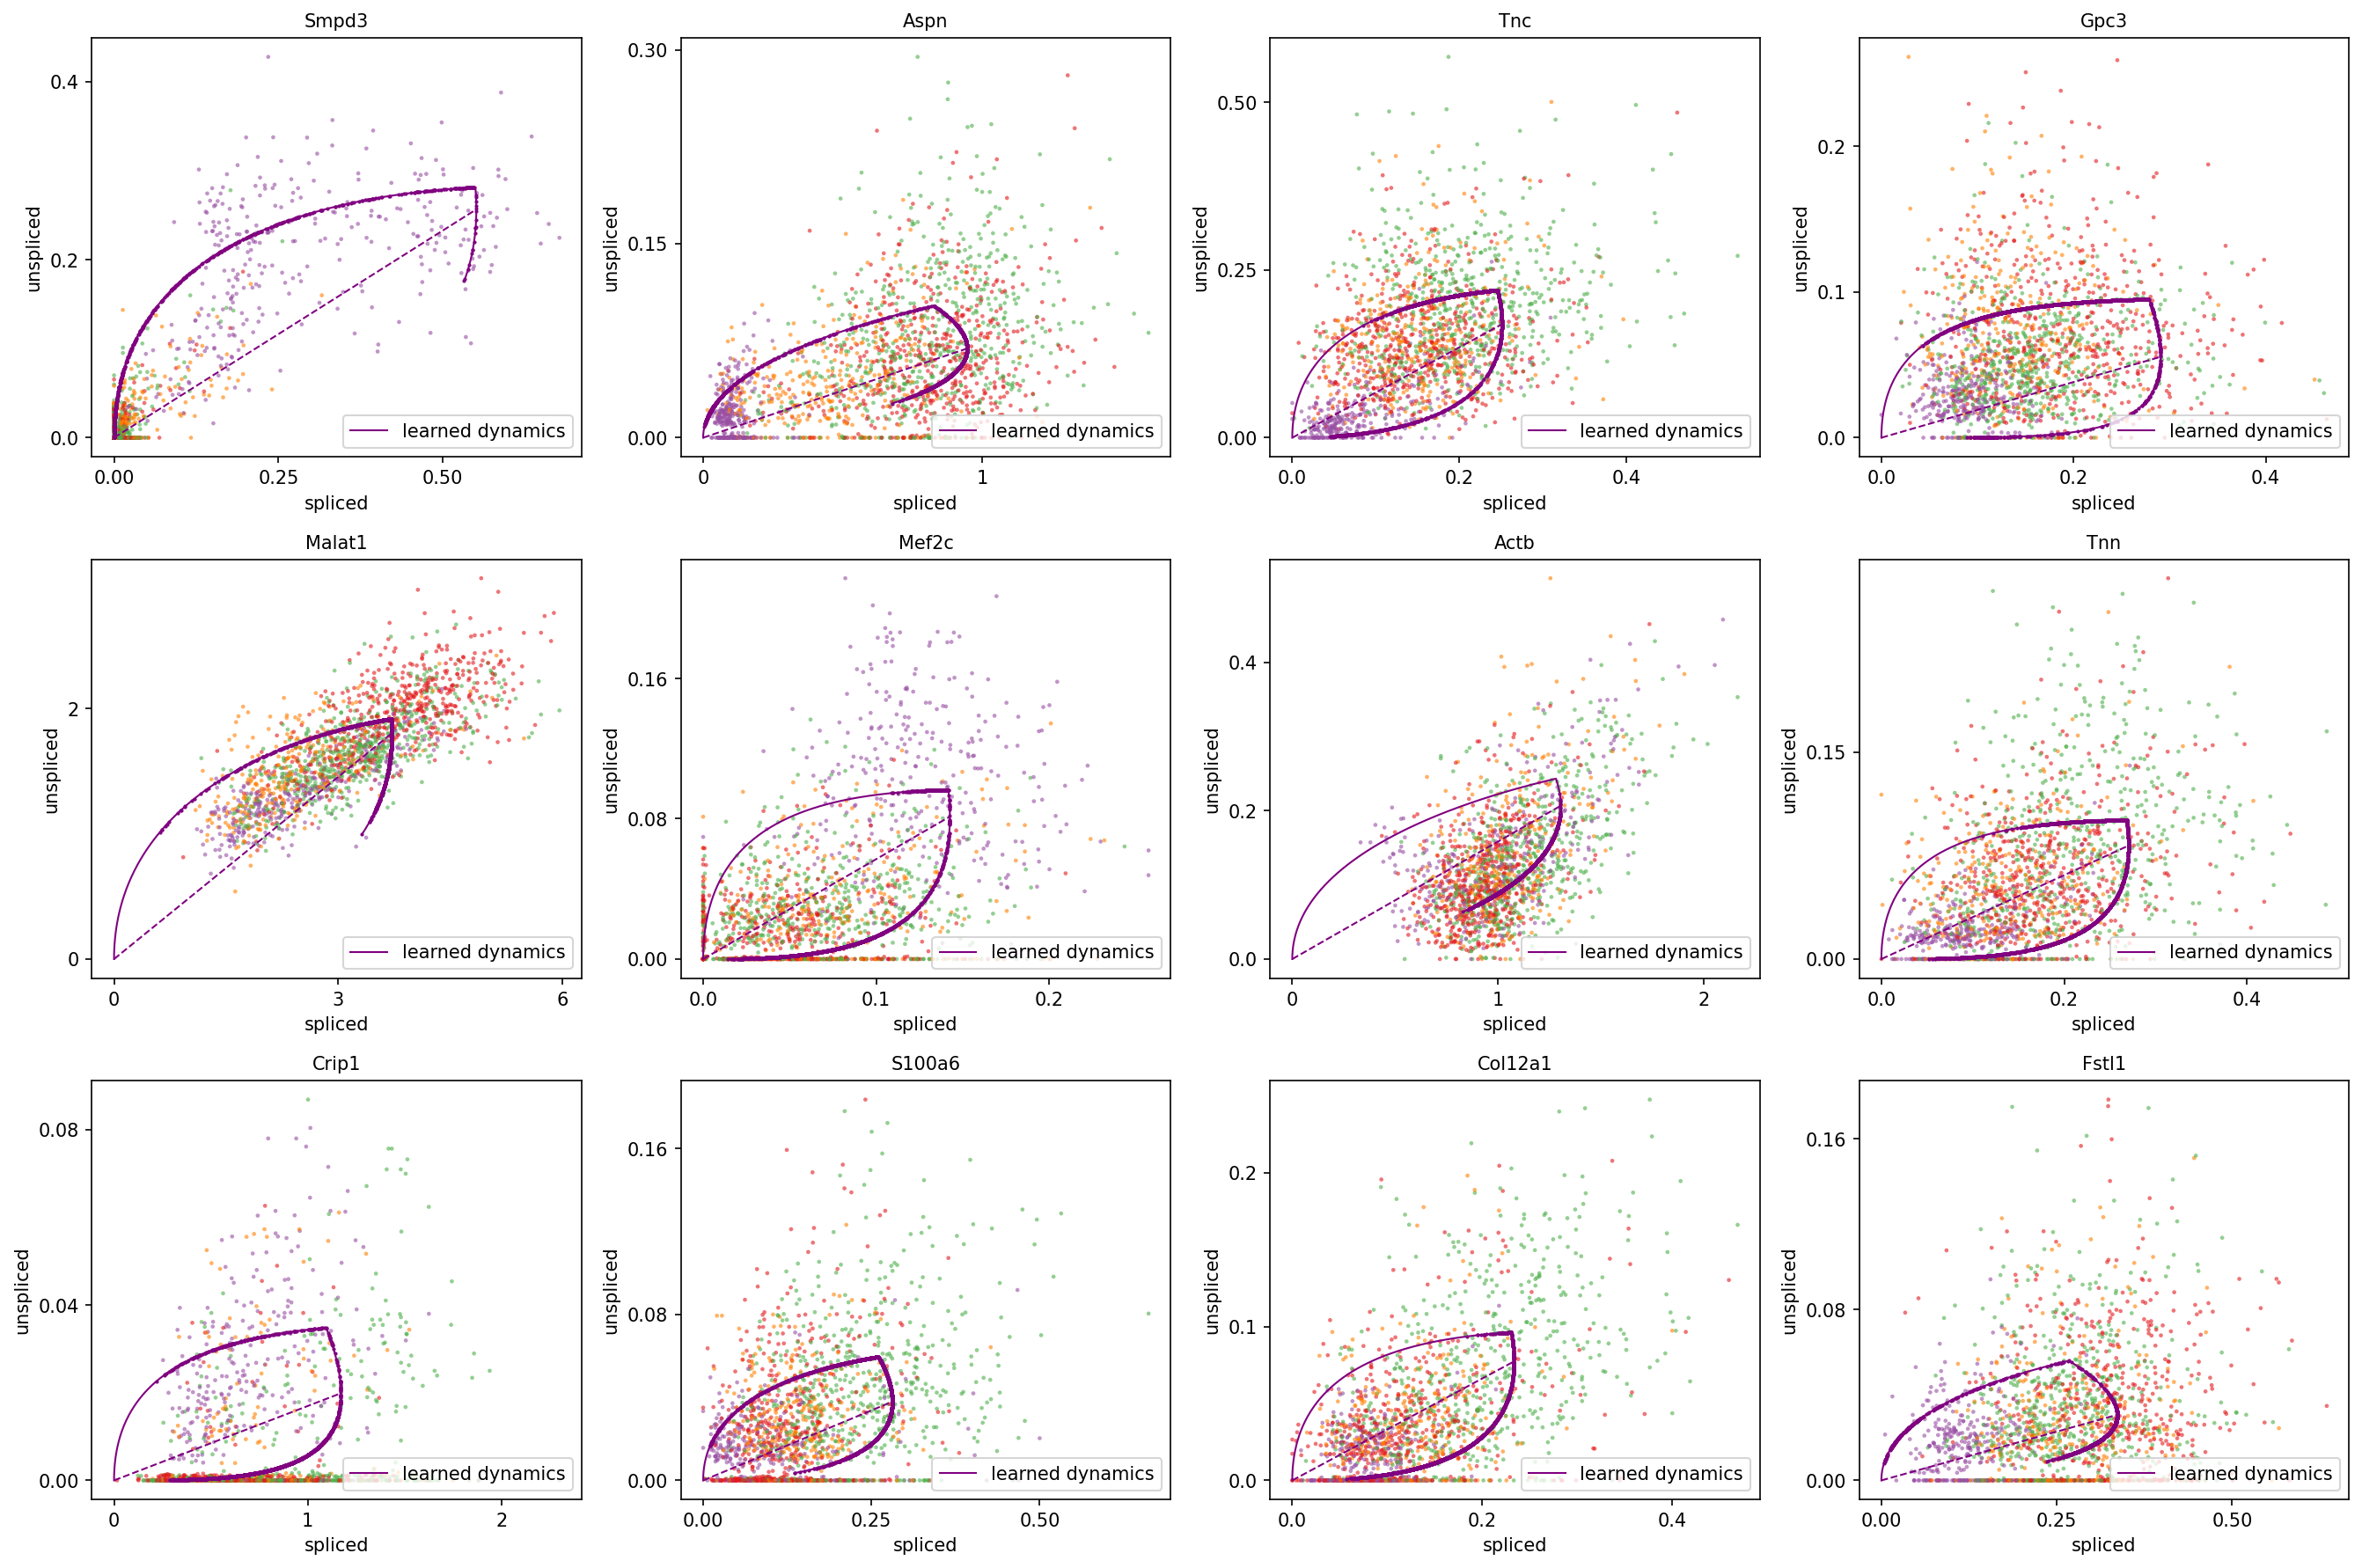 Smpd3
Aspn
Tnc
Gpc3
0.4
0.2
0.0
unspliced
0.00
0.25
0.50
spliced
learned dynamics
0.30
0.15
0.00
unspliced
0
1
spliced
learned dynamics
0.50
0.25
0.00
unspliced
0.0
0.2
0.4
spliced
learned dynamics
0.2
0.1
0.0
unspliced
0.0
0.2
0.4
spliced
learned dynamics
Malat1
Mef2c
Actb
Tnn
2
0
unspliced
0
3
6
spliced
learned dynamics
0.16
0.08
0.00
unspliced
0.0
0.1
0.2
spliced
learned dynamics
0.4
0.2
0.0
unspliced
0
1
2
spliced
learned dynamics
0.15
0.00
unspliced
0.0
0.2
0.4
spliced
learned dynamics
Crip1
S100a6
Col12a1
Fstl1
0.08
0.04
0.00
unspliced
0
1
2
spliced
learned dynamics
0.16
0.08
0.00
unspliced
0.00
0.25
0.50
spliced
learned dynamics
0.2
0.1
0.0
unspliced
0.0
0.2
0.4
spliced
learned dynamics
0.16
0.08
0.00
unspliced
0.00
0.25
0.50
spliced
learned dynamics